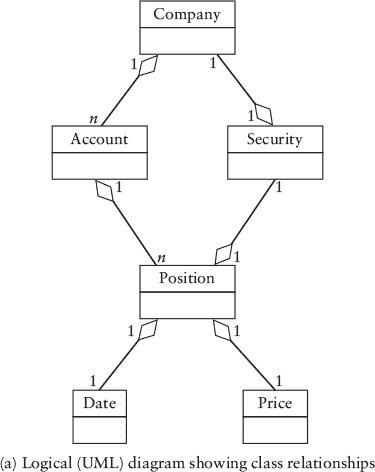 Company
1
1
n
1
Account
Security
1
1
n
1
Position
1
1
1
1
Date
Price
(a) Logical (UML) diagram showing class relationships